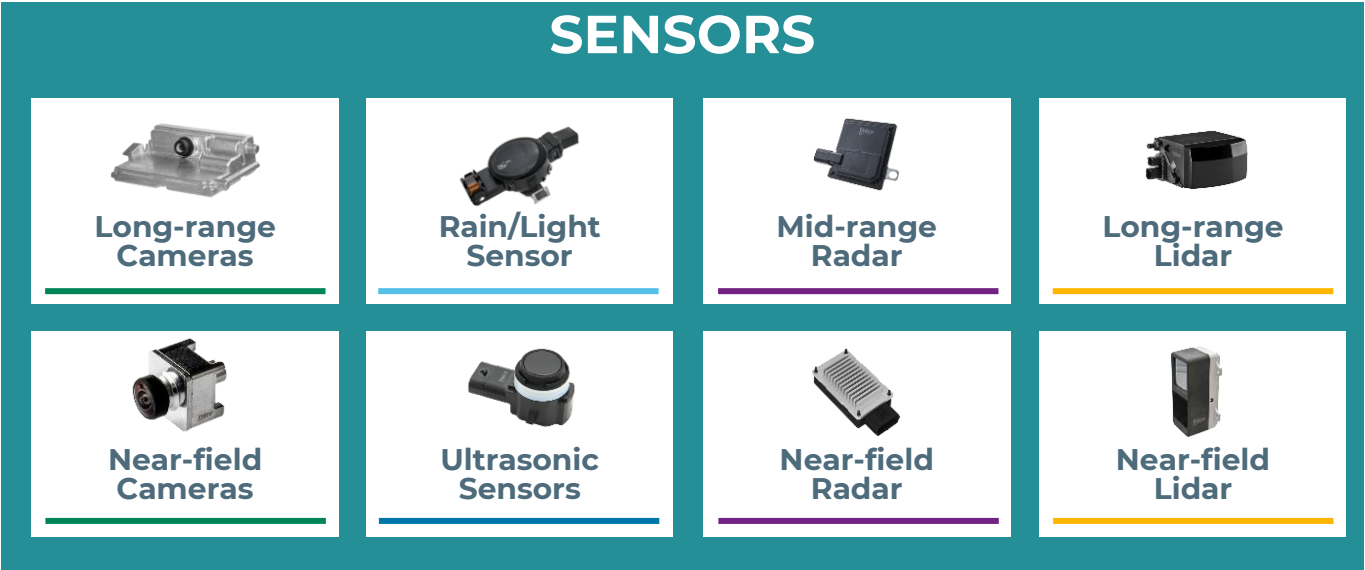 SENSORS
Long-range
Cameras
Rain/Light
Sensor
Mid-range
Radar
Long-range
Lidar
Near-field
Cameras
Ultrasonic
Sensors
Near-field
Radar
Near-field
Lidar